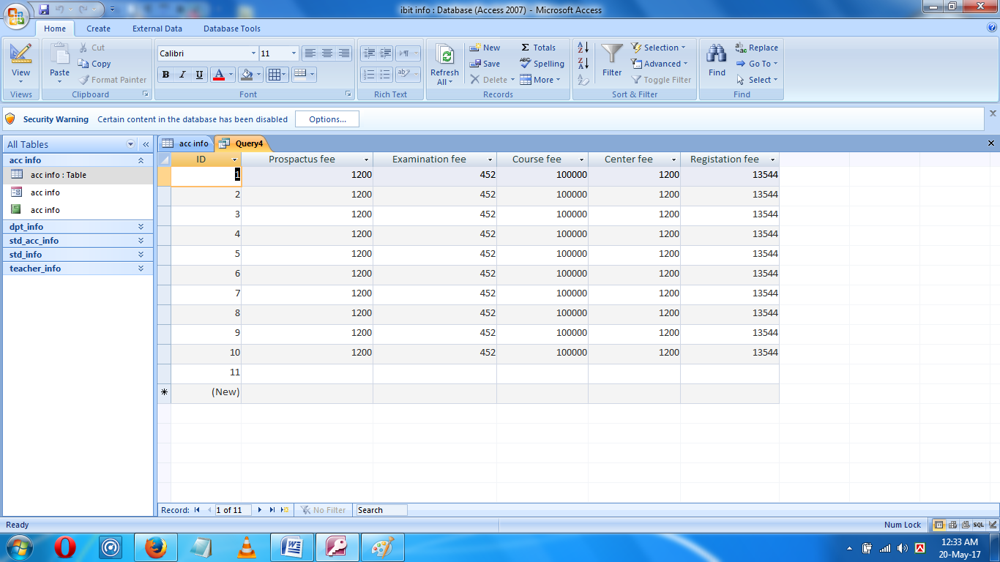 ibit info : Database (Access 2007) - Microsoft Access
Home Create External Data Database Tools
View
Views
Paste
Cut
Copy
Format Painter
Clipboard
Calibri 11
B I U A
Font
Rich Text
Refresh All
New
Save
Delete
Σ Totals
Spelling
More
Records
Filter
Selection
Advanced
Toggle Filter
Sort & Filter
Find
Replace
Go To
Select
Find
Security Warning Certain content in the database has been disabled Options...
All Tables
acc info
acc info : Table
acc info
acc info
dpt_info
std_acc_info
std_info
teacher_info
acc info Query4
ID Prospactus fee Examination fee Course fee Center fee Registation fee
1 1200 452 100000 1200 13544
2 1200 452 100000 1200 13544
3 1200 452 100000 1200 13544
4 1200 452 100000 1200 13544
5 1200 452 100000 1200 13544
6 1200 452 100000 1200 13544
7 1200 452 100000 1200 13544
8 1200 452 100000 1200 13544
9 1200 452 100000 1200 13544
10 1200 452 100000 1200 13544
11
(New)
Record: 1 of 11 No Filter Search
Ready Num Lock SQL
12:33 AM
20-May-17